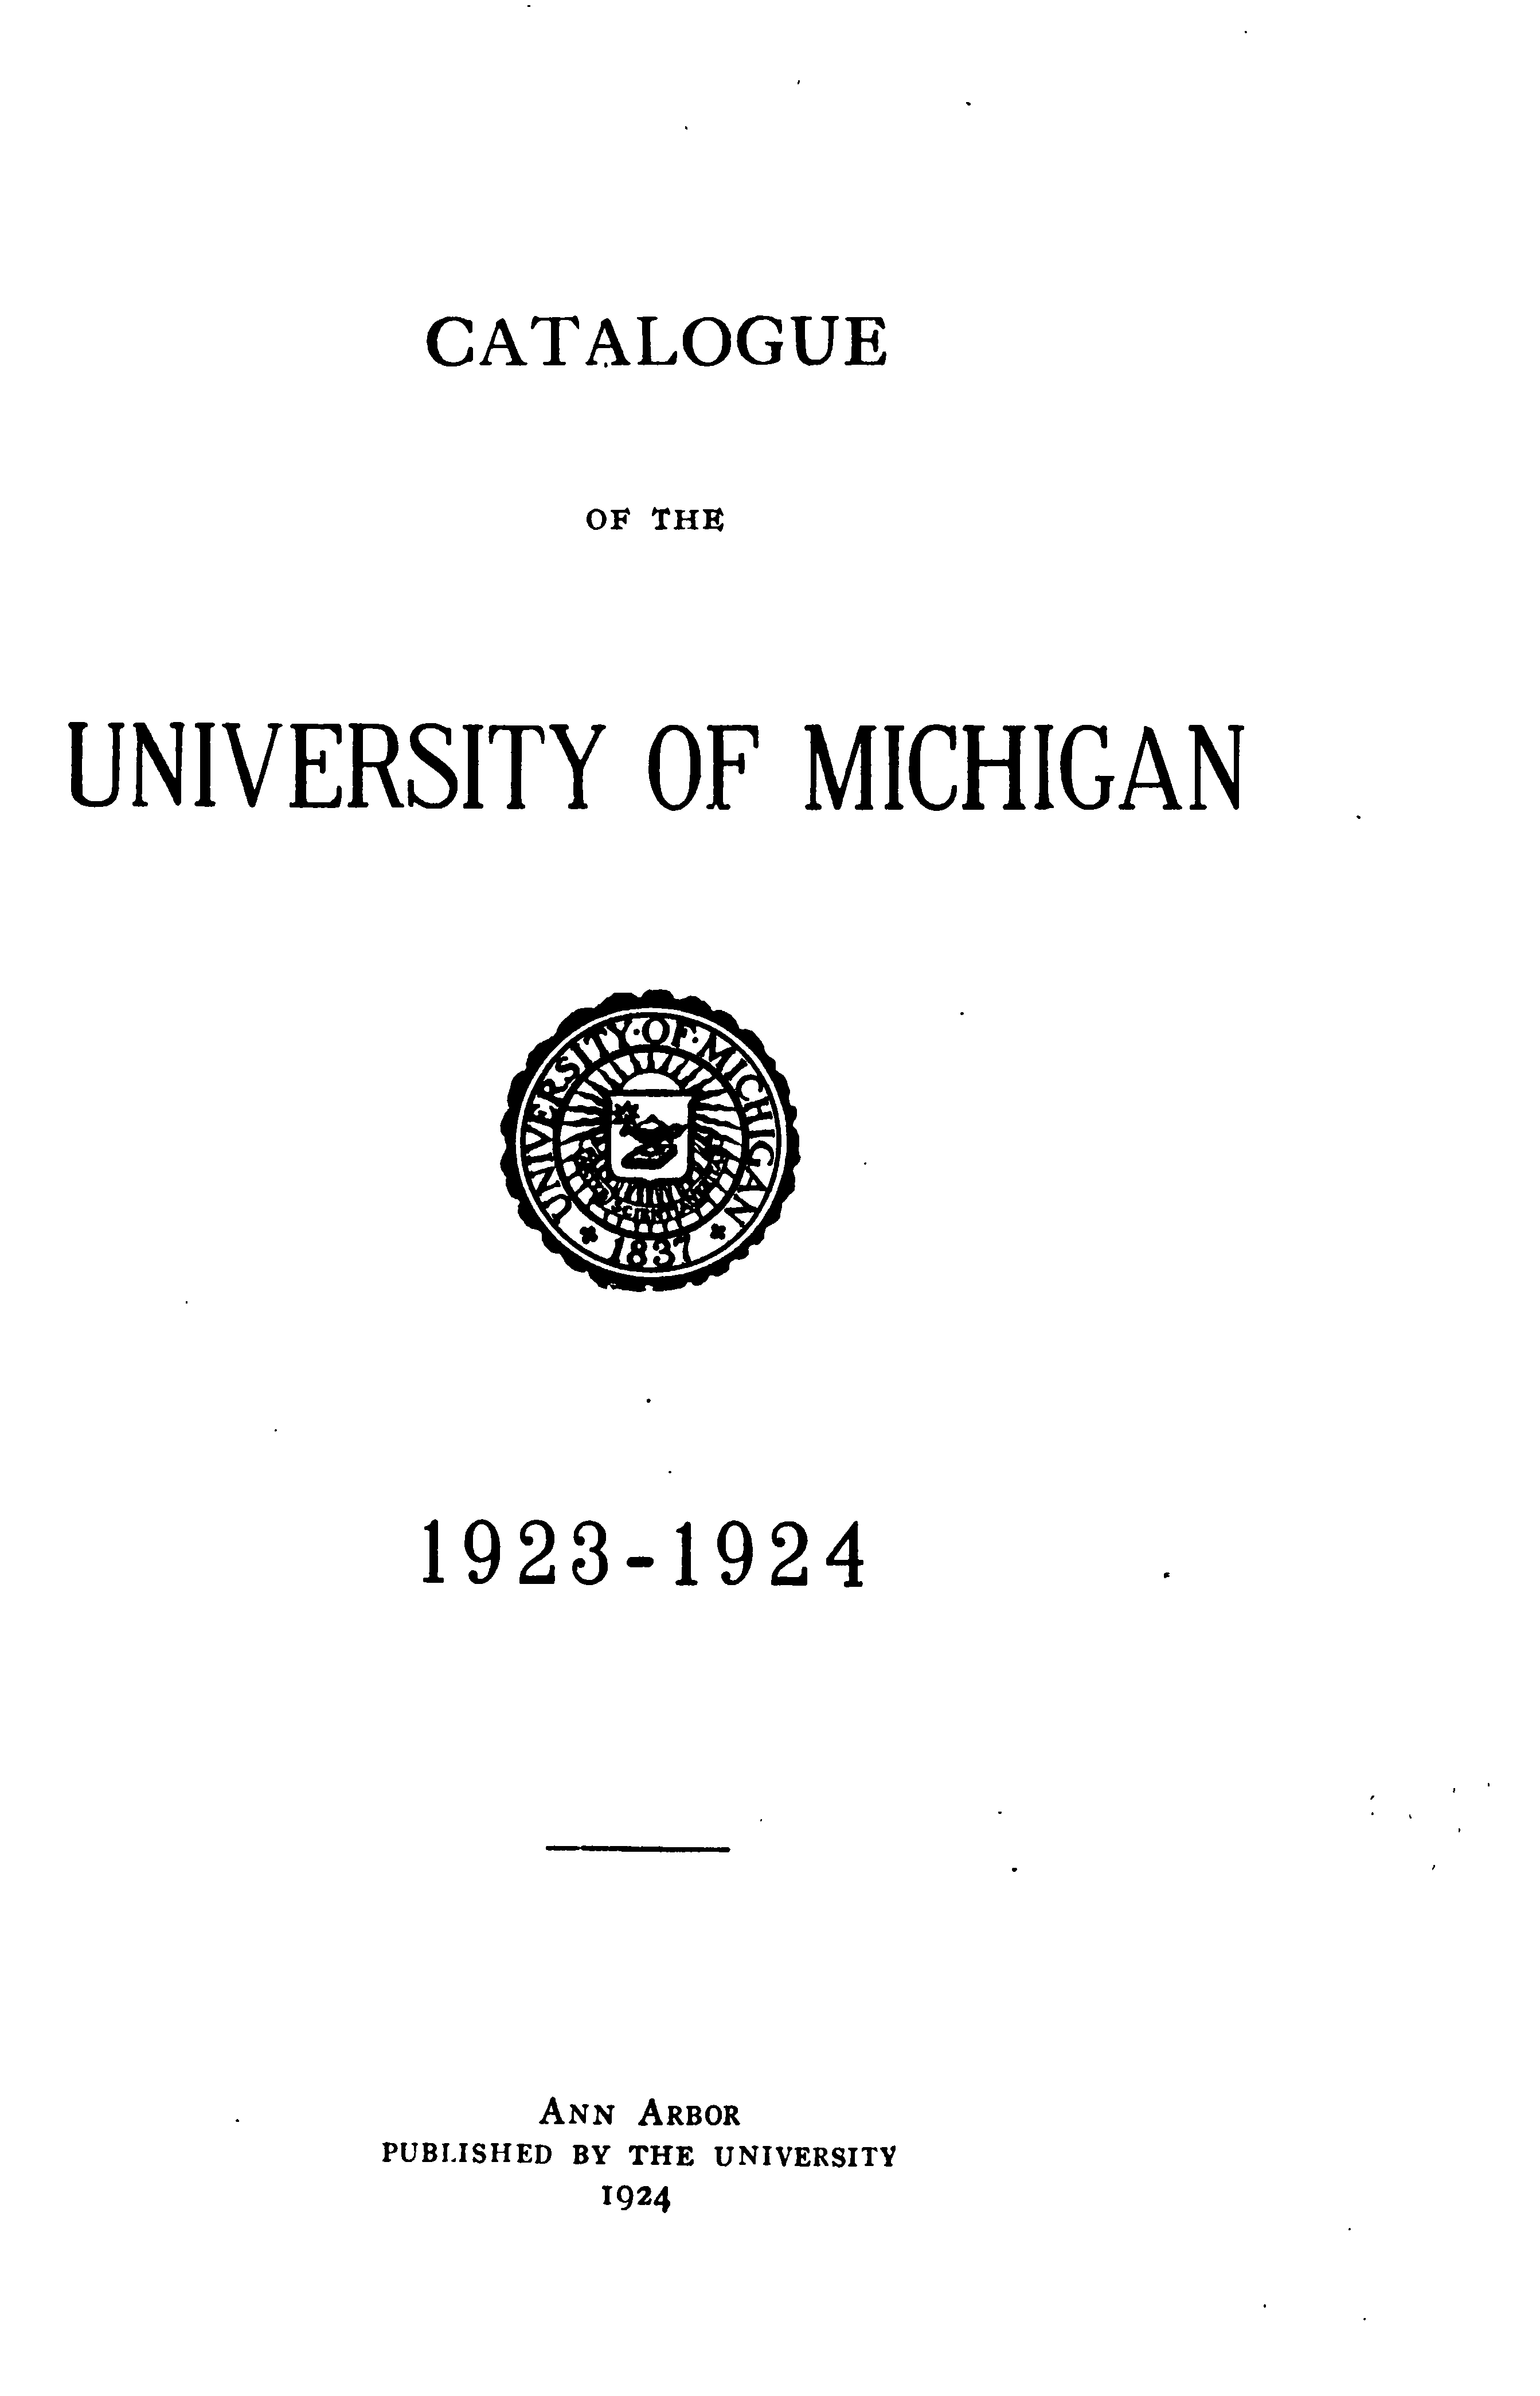 CATALOGUE
OF THE
UNIVERSITY OF MICHIGAN
UNIVERSITY·OF·MICHIGAN
SCIENTIA
1837
1923-1924
ANN ARBOR
PUBLISHED BY THE UNIVERSITY
1924